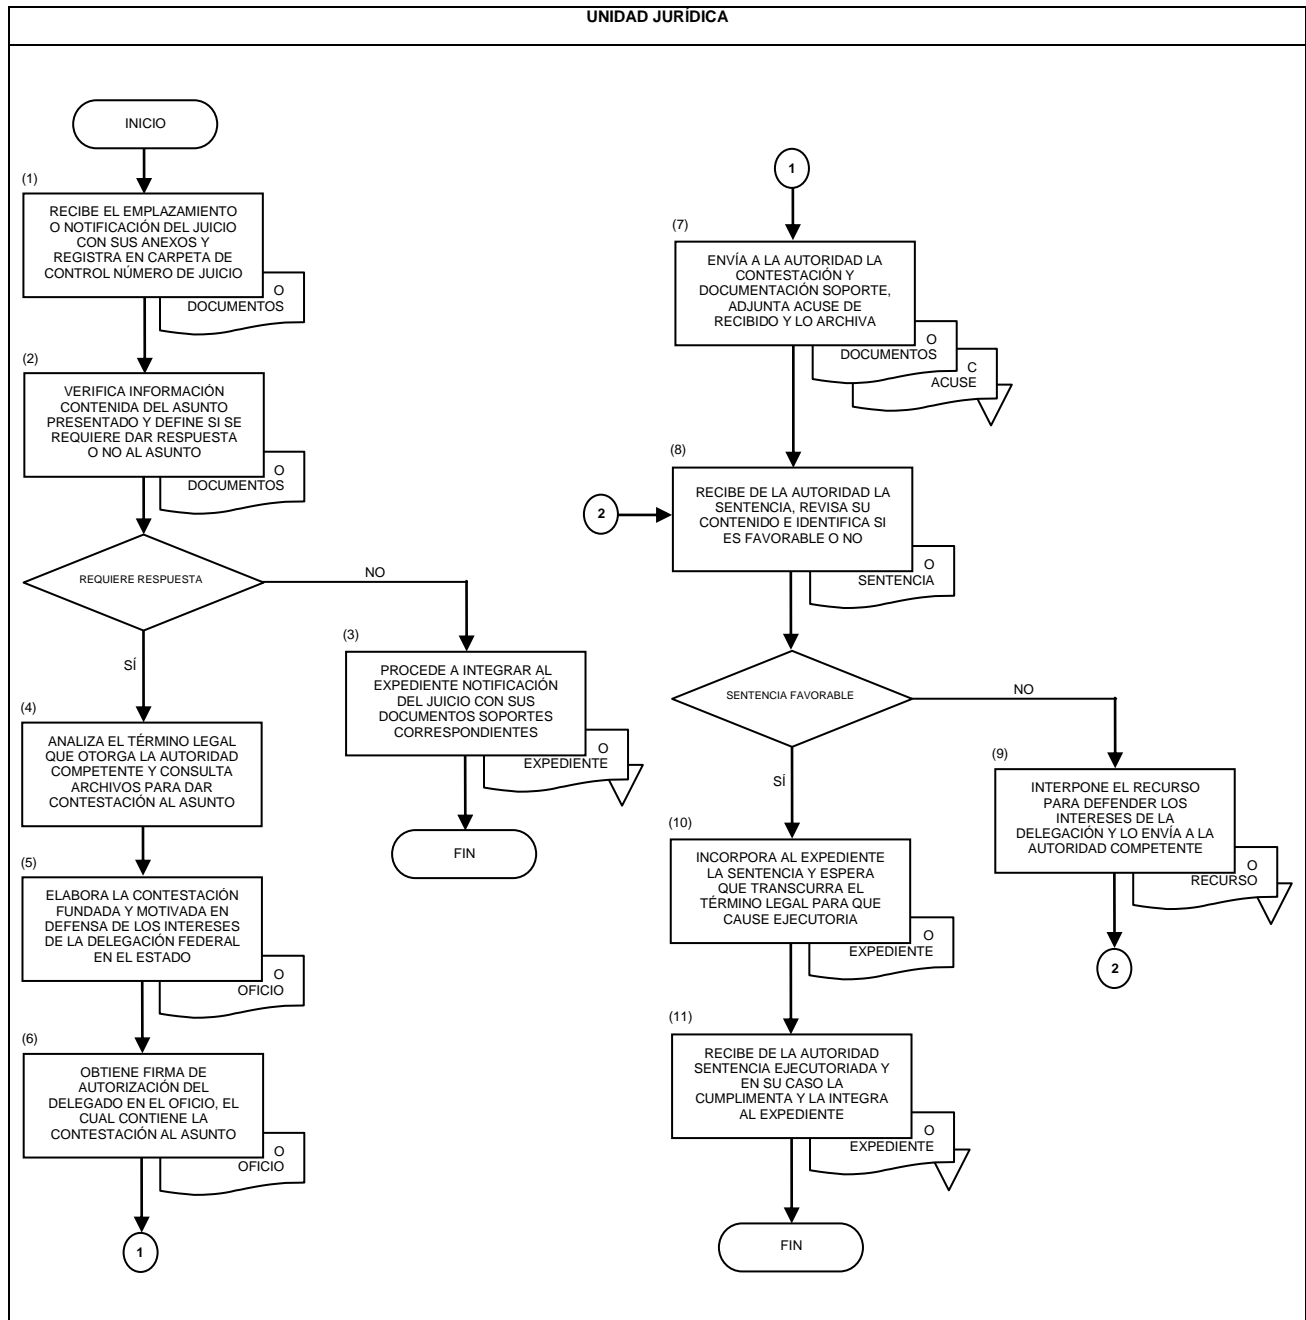 UNIDAD JURÍDICA
INICIO
(1)
RECIBE EL EMPLAZAMIENTO
O NOTIFICACIÓN DEL JUICIO
CON SUS ANEXOS Y
REGISTRA EN CARPETA DE
CONTROL NÚMERO DE JUICIO
O
DOCUMENTOS
(2)
VERIFICA INFORMACIÓN
CONTENIDA DEL ASUNTO
PRESENTADO Y DEFINE SI SE
REQUIERE DAR RESPUESTA
O NO AL ASUNTO
O
DOCUMENTOS
REQUIERE RESPUESTA
NO
SÍ
(3)
PROCEDE A INTEGRAR AL
EXPEDIENTE NOTIFICACIÓN
DEL JUICIO CON SUS
DOCUMENTOS SOPORTES
CORRESPONDIENTES
O
EXPEDIENTE
FIN
(4)
ANALIZA EL TÉRMINO LEGAL
QUE OTORGA LA AUTORIDAD
COMPETENTE Y CONSULTA
ARCHIVOS PARA DAR
CONTESTACIÓN AL ASUNTO
(5)
ELABORA LA CONTESTACIÓN
FUNDADA Y MOTIVADA EN
DEFENSA DE LOS INTERESES
DE LA DELEGACIÓN FEDERAL
EN EL ESTADO
O
OFICIO
(6)
OBTIENE FIRMA DE
AUTORIZACIÓN DEL
DELEGADO EN EL OFICIO, EL
CUAL CONTIENE LA
CONTESTACIÓN AL ASUNTO
O
OFICIO
1
1
(7)
ENVÍA A LA AUTORIDAD LA
CONTESTACIÓN Y
DOCUMENTACIÓN SOPORTE,
ADJUNTA ACUSE DE
RECIBIDO Y LO ARCHIVA
O
DOCUMENTOS
C
ACUSE
(8)
2
RECIBE DE LA AUTORIDAD LA
SENTENCIA, REVISA SU
CONTENIDO E IDENTIFICA SI
ES FAVORABLE O NO
O
SENTENCIA
SENTENCIA FAVORABLE
NO
SÍ
(9)
INTERPONE EL RECURSO
PARA DEFENDER LOS
INTERESES DE LA
DELEGACIÓN Y LO ENVÍA A LA
AUTORIDAD COMPETENTE
O
RECURSO
2
(10)
INCORPORA AL EXPEDIENTE
LA SENTENCIA Y ESPERA
QUE TRANSCURRA EL
TÉRMINO LEGAL PARA QUE
CAUSE EJECUTORIA
O
EXPEDIENTE
(11)
RECIBE DE LA AUTORIDAD
SENTENCIA EJECUTORIADA Y
EN SU CASO LA
CUMPLIMENTA Y LA INTEGRA
AL EXPEDIENTE
O
EXPEDIENTE
FIN